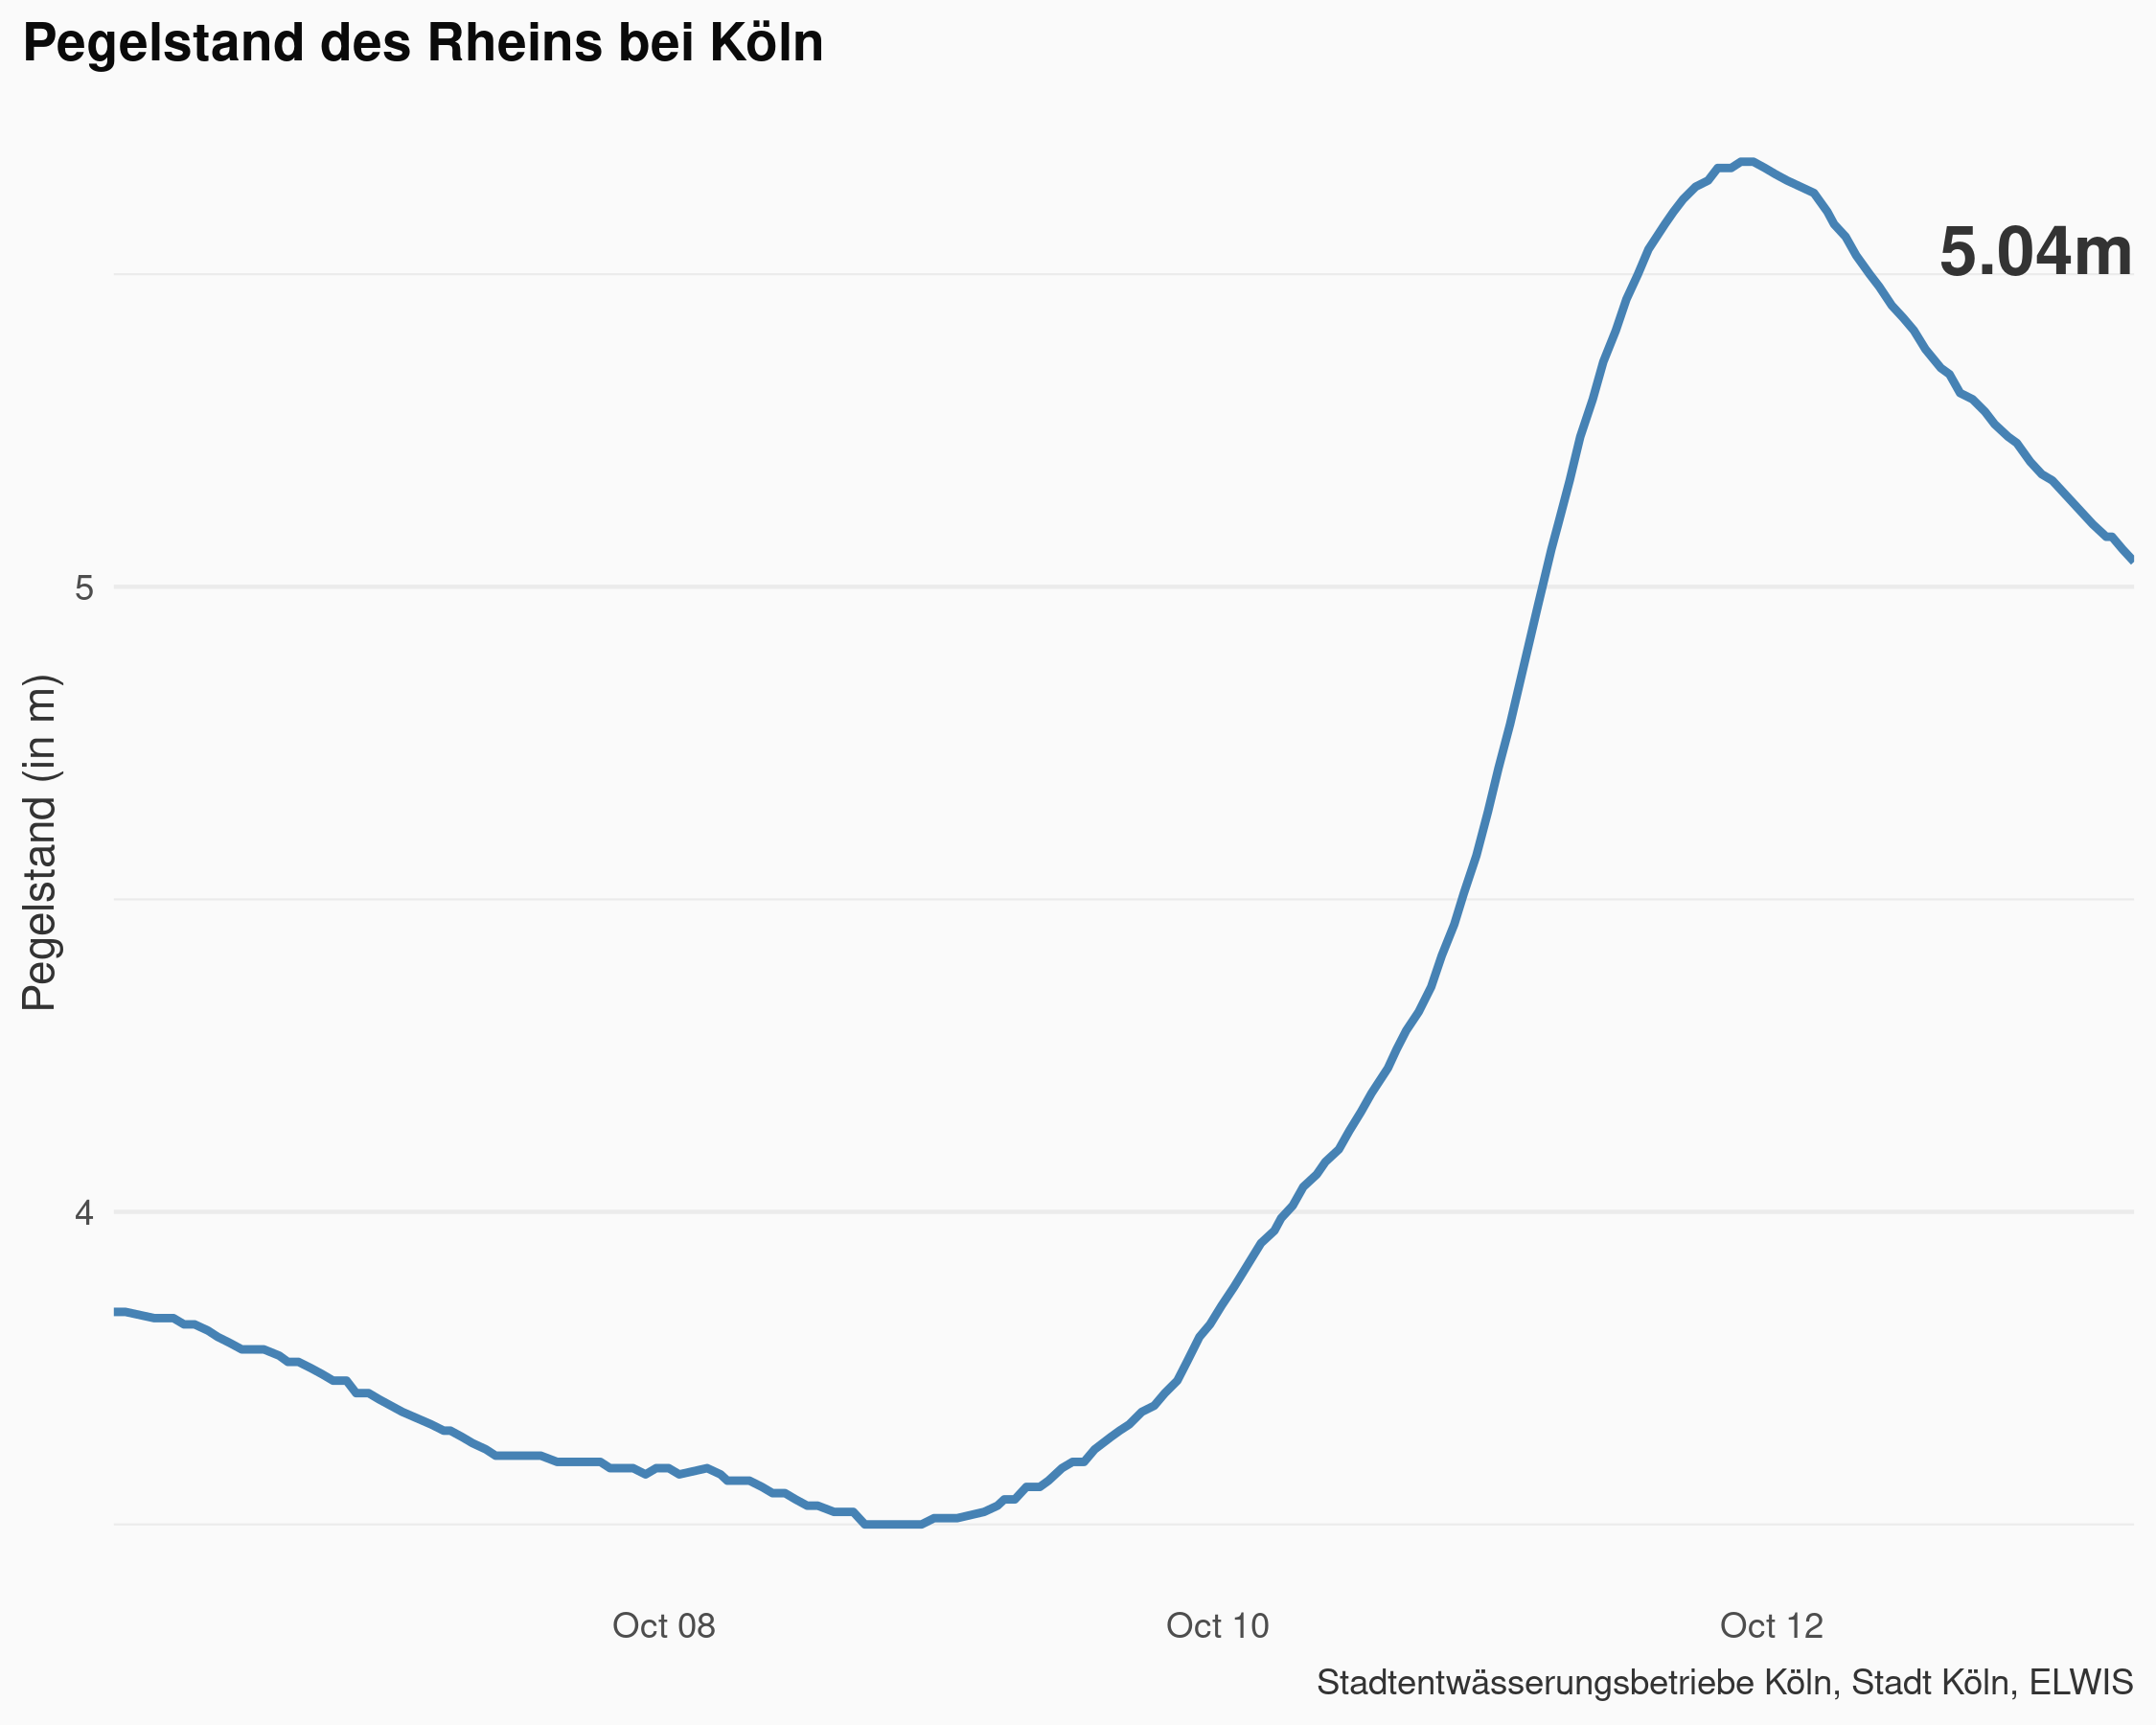 Pegelstand des Rheins bei Köln
5.04m
Pegelstand (in m)
5
4
Oct 08
Oct 10
Oct 12
Stadtentwässerungsbetriebe Köln, Stadt Köln, ELWIS